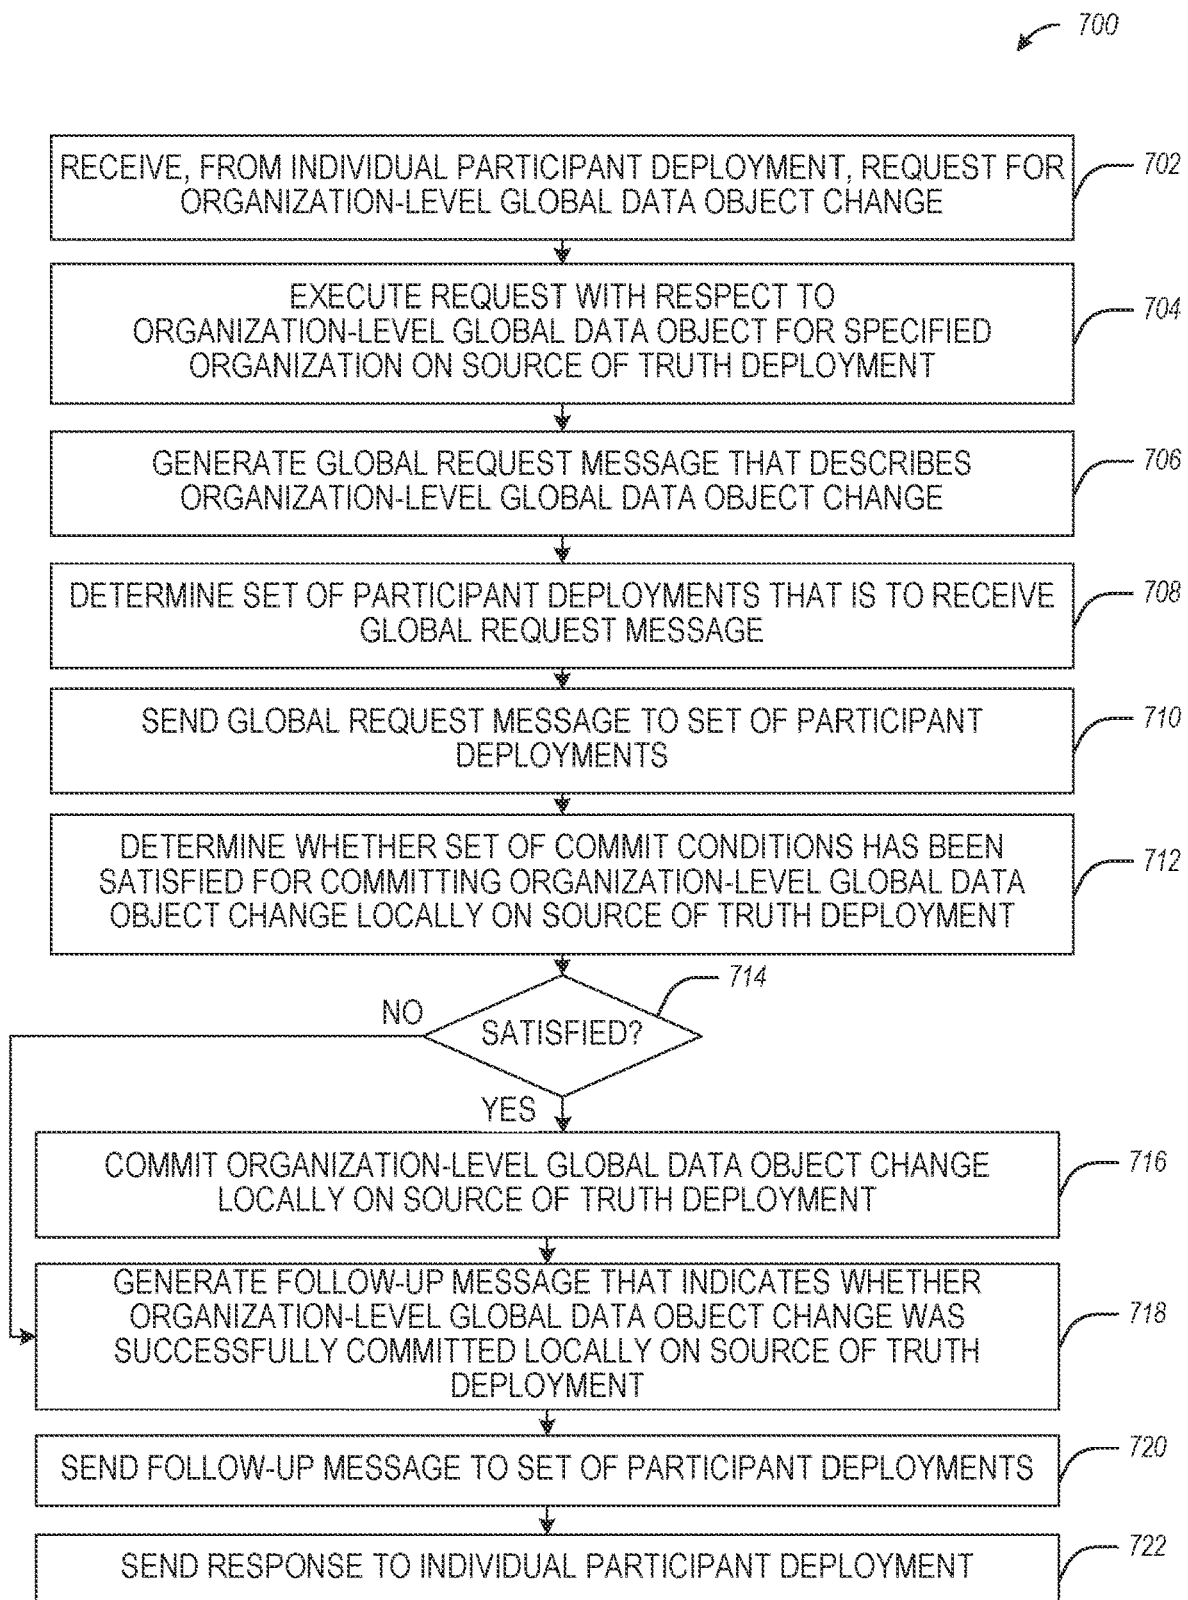 700
RECEIVE, FROM INDIVIDUAL PARTICIPANT DEPLOYMENT, REQUEST FOR
ORGANIZATION-LEVEL GLOBAL DATA OBJECT CHANGE
702
EXECUTE REQUEST WITH RESPECT TO
ORGANIZATION-LEVEL GLOBAL DATA OBJECT FOR SPECIFIED
ORGANIZATION ON SOURCE OF TRUTH DEPLOYMENT
704
GENERATE GLOBAL REQUEST MESSAGE THAT DESCRIBES
ORGANIZATION-LEVEL GLOBAL DATA OBJECT CHANGE
706
DETERMINE SET OF PARTICIPANT DEPLOYMENTS THAT IS TO RECEIVE
GLOBAL REQUEST MESSAGE
708
SEND GLOBAL REQUEST MESSAGE TO SET OF PARTICIPANT
DEPLOYMENTS
710
DETERMINE WHETHER SET OF COMMIT CONDITIONS HAS BEEN
SATISFIED FOR COMMITTING ORGANIZATION-LEVEL GLOBAL DATA
OBJECT CHANGE LOCALLY ON SOURCE OF TRUTH DEPLOYMENT
712
714
NO
SATISFIED?
YES
COMMIT ORGANIZATION-LEVEL GLOBAL DATA OBJECT CHANGE
LOCALLY ON SOURCE OF TRUTH DEPLOYMENT
716
GENERATE FOLLOW-UP MESSAGE THAT INDICATES WHETHER
ORGANIZATION-LEVEL GLOBAL DATA OBJECT CHANGE WAS
SUCCESSFULLY COMMITTED LOCALLY ON SOURCE OF TRUTH
DEPLOYMENT
718
SEND FOLLOW-UP MESSAGE TO SET OF PARTICIPANT DEPLOYMENTS
720
SEND RESPONSE TO INDIVIDUAL PARTICIPANT DEPLOYMENT
722